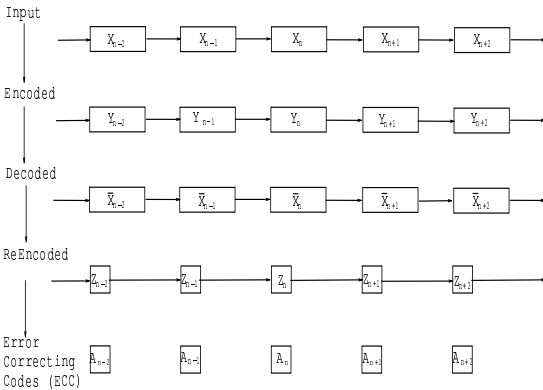 Input
X_{n-2} X_{n-1} X_n X_{n+1} X_{n+2}
Encoded
Y_{n-2} Y_{n-1} Y_n Y_{n+1} Y_{n+2}
Decoded
X̅_{n-2} X̅_{n-1} X̅_n X̅_{n+1} X̅_{n+2}
ReEncoded
Z_{n-2} Z_{n-1} Z_n Z_{n+1} Z_{n+2}
Error
Correcting
Codes (ECC)
A_{n-2} A_{n-1} A_n A_{n+1} A_{n+2}